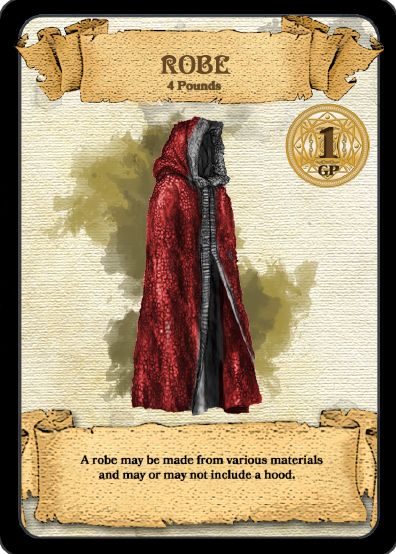 ROBE
4 Pounds
1
GP
A robe may be made from various materials
and may or may not include a hood.